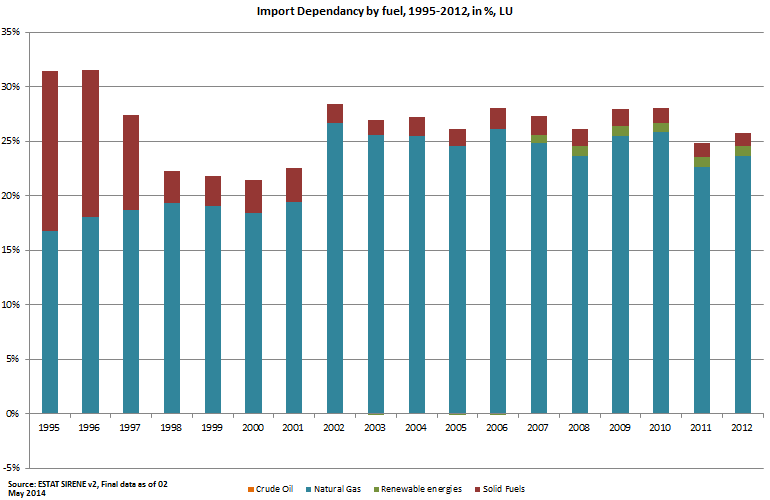 Import Dependancy by fuel, 1995-2012, in %, LU
35%
30%
25%
20%
15%
10%
5%
0%
-5%
1995 1996 1997 1998 1999 2000 2001 2002 2003 2004 2005 2006 2007 2008 2009 2010 2011 2012
Source: ESTAT SIRENE v2, Final data as of 02
May 2014
Crude Oil Natural Gas Renewable energies Solid Fuels